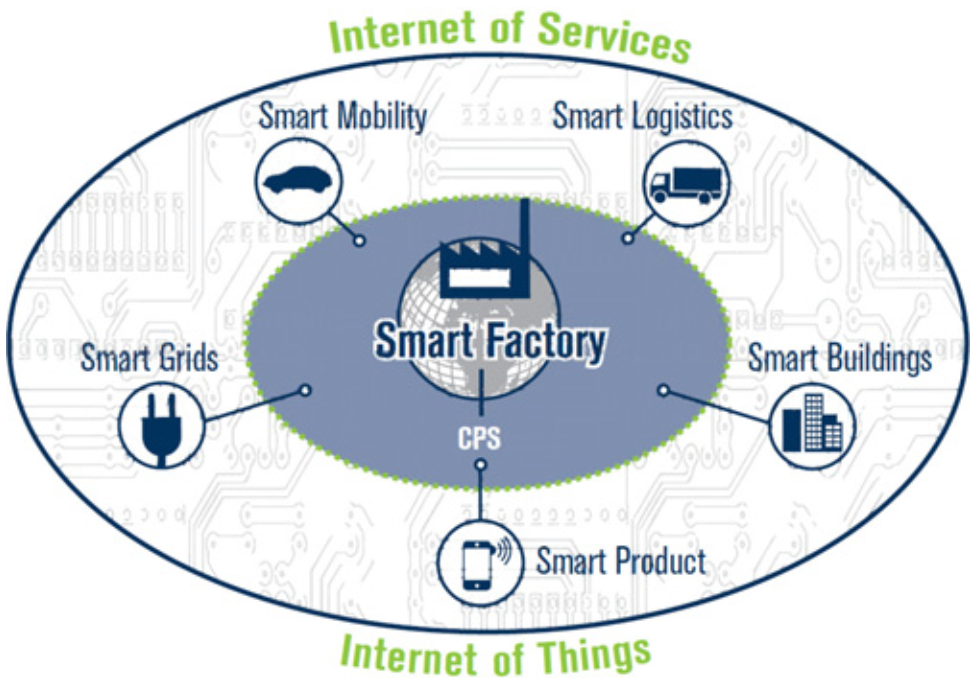 Internet of Services
Smart Mobility
Smart Logistics
Smart Factory
Smart Grids
Smart Buildings
CPS
Smart Product
Internet of Things